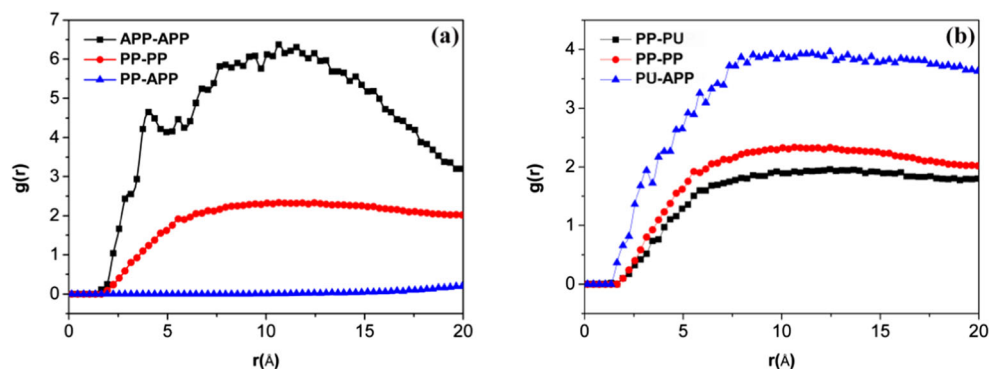 (a)
APP-APP
PP-PP
PP-APP
g(r)
7
6
5
4
3
2
1
0
0 5 10 15 20
r(A)
(b)
PP-PU
PP-PP
PU-APP
g(r)
4
3
2
1
0
0 5 10 15 20
r(A)